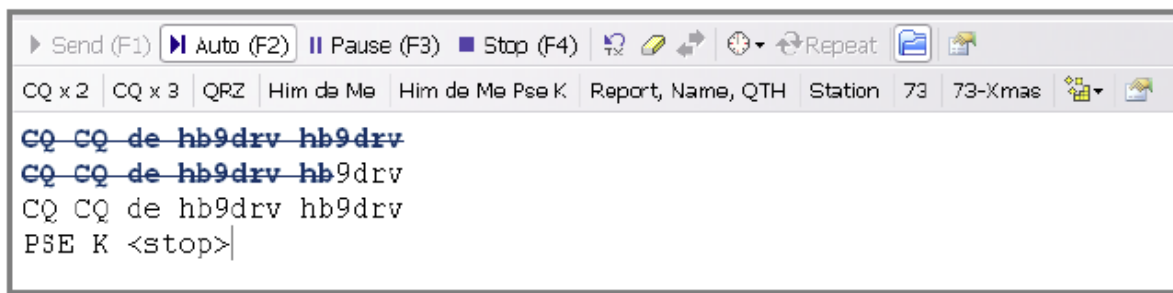 Send (F1) Auto (F2) Pause (F3) Stop (F4) TX Repeat
CQ x 2 CQ x 3 QRZ Him de Me Him de Me Pse K Report, Name, QTH Station 73 73-Xmas
CQ CQ de hb9drv hb9drv
CQ CQ de hb9drv hb9drv
CQ CQ de hb9drv hb9drv
PSE K <stop>